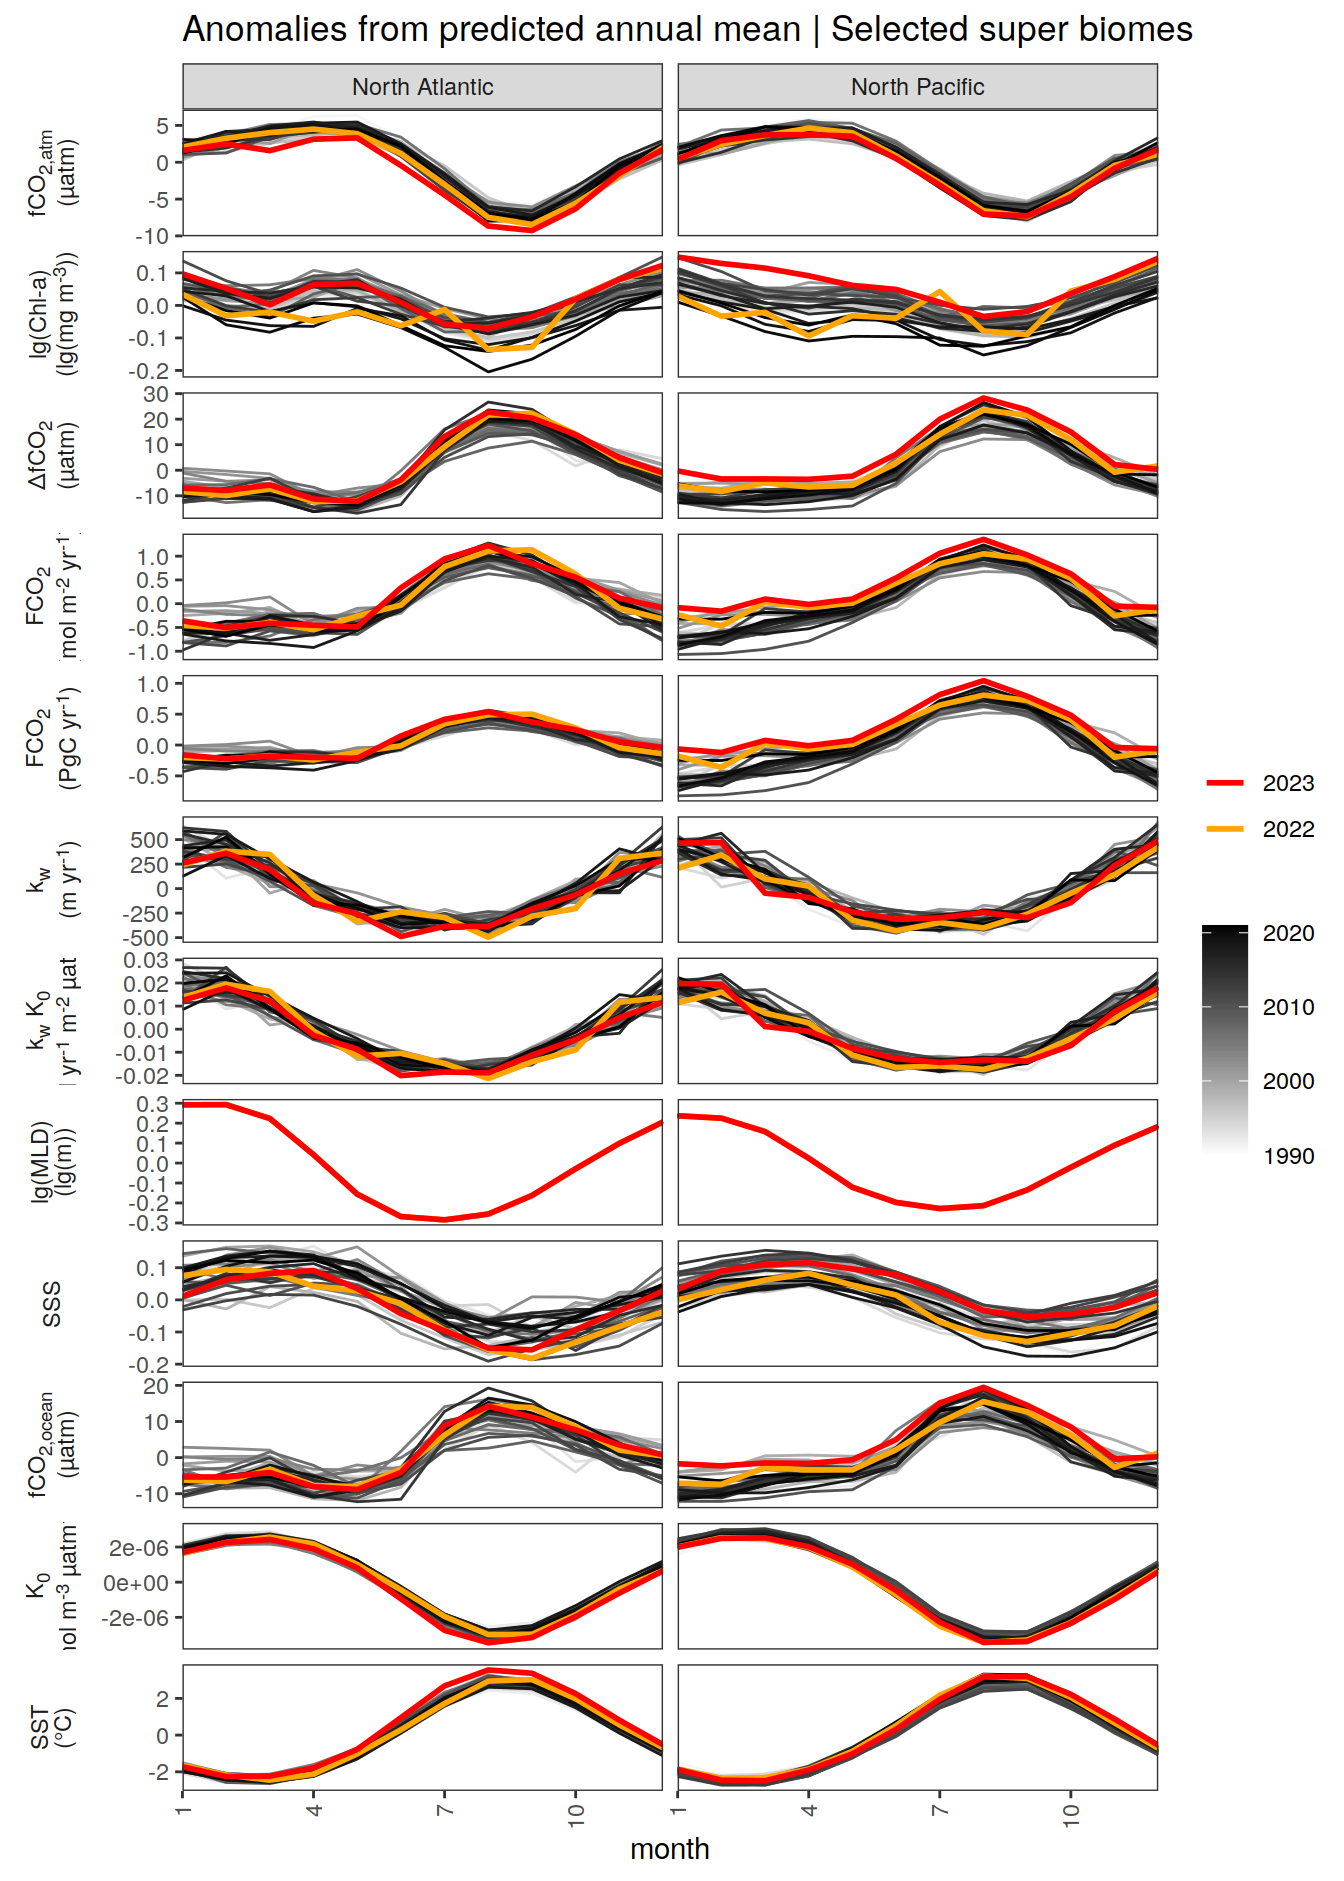 Anomalies from predicted annual mean | Selected super biomes
North Atlantic
North Pacific
fCO2,atm
(µatm)
5
0
-5
-10
lg(Chl-a)
(lg(mg m-3))
0.1
0.0
-0.1
-0.2
ΔfCO2
(µatm)
30
20
10
0
-10
FCO2
mol m-2 yr-1
1.0
0.5
0.0
-0.5
-1.0
FCO2
(PgC yr-1)
1.0
0.5
0.0
-0.5
kw
(m yr-1)
500
250
0
-250
-500
kw K0
yr-1 m-2 µat
0.03
0.02
0.01
0.00
-0.01
-0.02
lg(MLD)
(lg(m))
0.3
0.2
0.1
0.0
-0.1
-0.2
-0.3
SSS
0.1
0.0
-0.1
-0.2
fCO2,ocean
(µatm)
20
10
0
-10
K0
ol m-3 µatm
2e-06
0e+00
-2e-06
SST
(°C)
2
0
-2
1
4
7
10
1
4
7
10
month
2023
2022
2020
2010
2000
1990